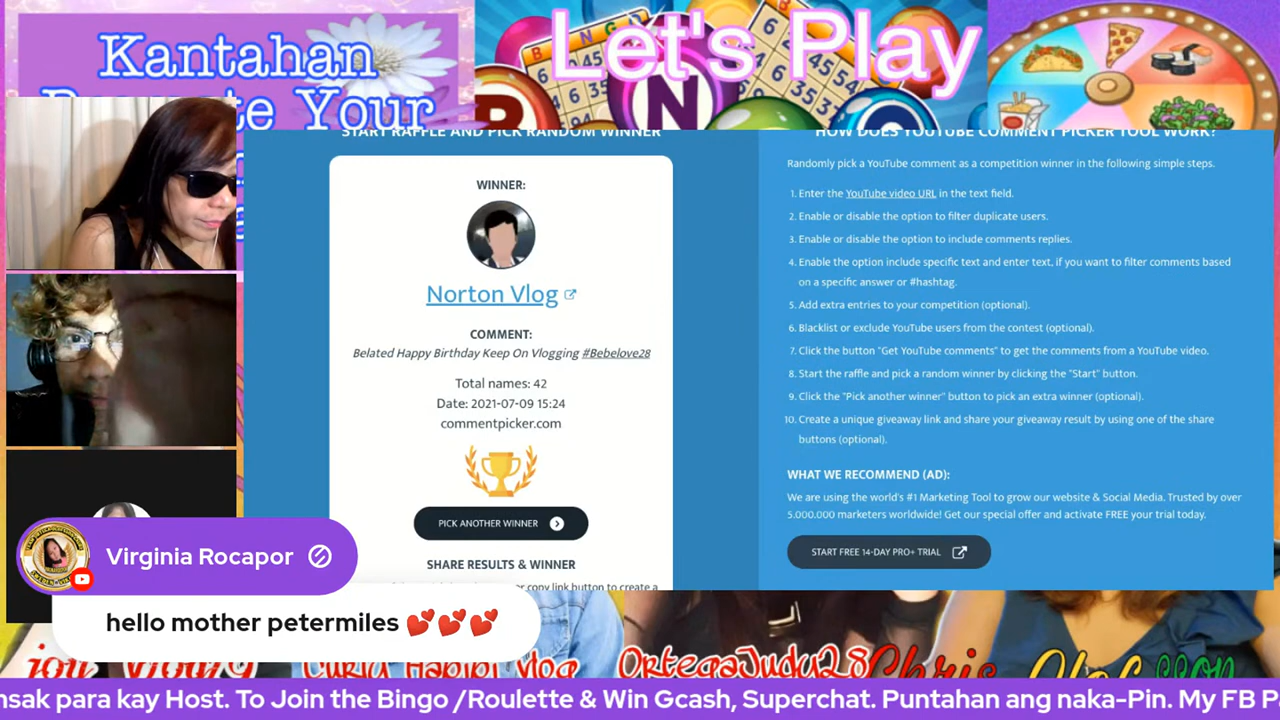 Kantahan
Let's Play
Your
START RAFFLE AND PICK RANDOM WINNER
HOW DOES YOUTUBE COMMENT PICKER TOOL WORK?
WINNER:
Norton Vlog
COMMENT:
Belated Happy Birthday Keep On Vlogging #Bebelove28
Total names: 42
Date: 2021-07-09 15:24
commentpicker.com
PICK ANOTHER WINNER
SHARE RESULTS & WINNER
copy link button to create a
Randomly pick a YouTube comment as a competition winner in the following simple steps.
1. Enter the YouTube video URL in the text field.
2. Enable or disable the option to filter duplicate users.
3. Enable or disable the option to include comments replies.
4. Enable the option include specific text and enter text, if you want to filter comments based
on a specific answer or #hashtag.
5. Add extra entries to your competition (optional).
6. Blacklist or exclude YouTube users from the contest (optional).
7. Click the button "Get YouTube comments" to get the comments from a YouTube video.
8. Start the raffle and pick a random winner by clicking the "Start" button.
9. Click the "Pick another winner" button to pick an extra winner (optional).
10. Create a unique giveaway link and share your giveaway result by using one of the share
buttons (optional).
WHAT WE RECOMMEND (AD):
We are using the world's #1 Marketing Tool to grow our website & Social Media. Trusted by over
5.000.000 marketers worldwide! Get our special offer and activate FREE your trial today.
START FREE 14-DAY PRO+ TRIAL
Virginia Rocapor
hello mother petermiles 💕💕💕
Curly Habibi Vlog
OrtegaJudy28
Chris
nsak para kay Host. To Join the Bingo /Roulette & Win Gcash, Superchat. Puntahan ang naka-Pin. My FB P